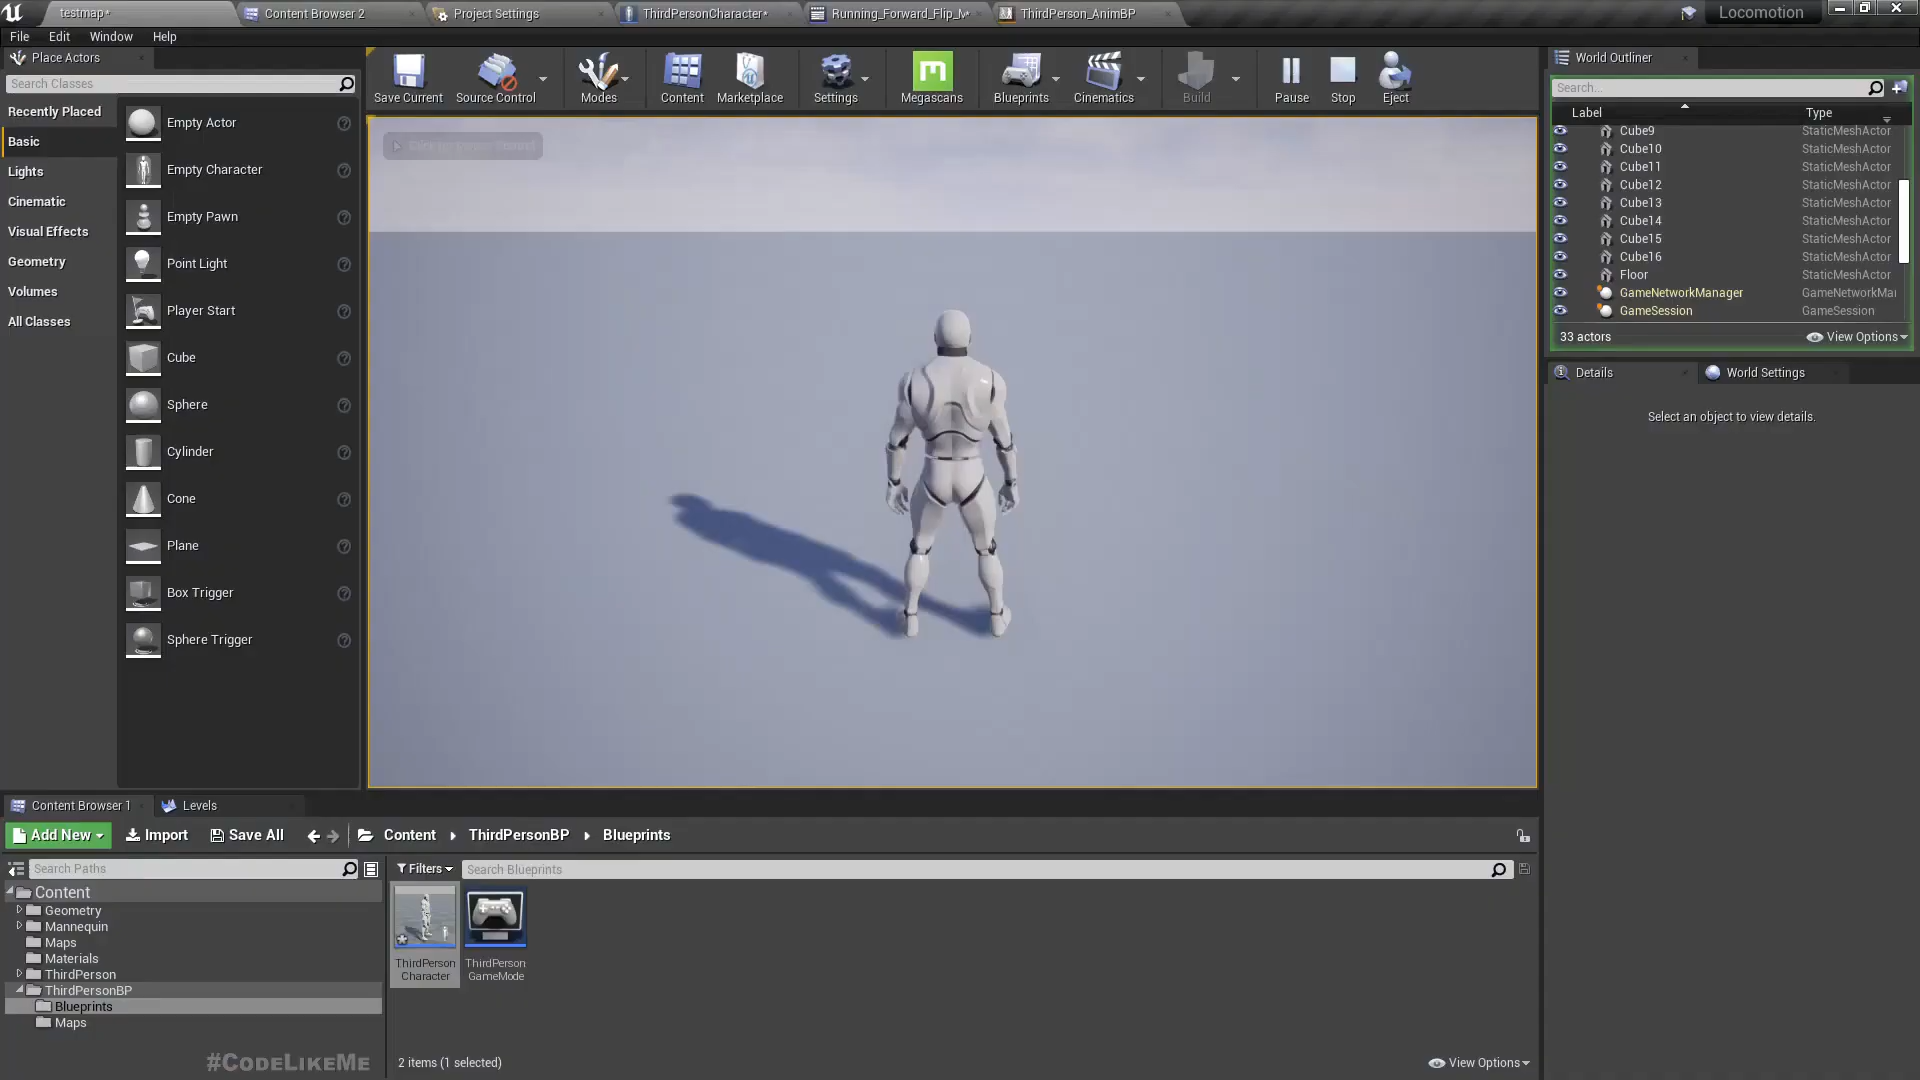 testmap*
Content Browser 2
Project Settings
ThirdPersonCharacter*
Running_Forward_Flip_M*
ThirdPerson_AnimBP
Locomotion
File Edit Window Help
Place Actors
Search Classes
Recently Placed
Basic
Lights
Cinematic
Visual Effects
Geometry
Volumes
All Classes
Empty Actor
Empty Character
Empty Pawn
Point Light
Player Start
Cube
Sphere
Cylinder
Cone
Plane
Box Trigger
Sphere Trigger
Save Current
Source Control
Modes
Content
Marketplace
Settings
Megascans
Blueprints
Cinematics
Build
Pause
Stop
Eject
World Outliner
Search...
Label Type
Cube9 StaticMeshActor
Cube10 StaticMeshActor
Cube11 StaticMeshActor
Cube12 StaticMeshActor
Cube13 StaticMeshActor
Cube14 StaticMeshActor
Cube15 StaticMeshActor
Cube16 StaticMeshActor
Floor StaticMeshActor
GameNetworkManager GameNetworkMa
GameSession GameSession
33 actors
View Options
Details
World Settings
Select an object to view details.
Content Browser 1
Levels
Add New
Import
Save All
Content
ThirdPersonBP
Blueprints
Search Paths
Filters
Search Blueprints
Content
Geometry
Mannequin
Maps
Materials
ThirdPerson
ThirdPersonBP
Blueprints
Maps
ThirdPerson
Character
ThirdPerson
GameMode
#CodeLikeMe
2 items (1 selected)
View Options